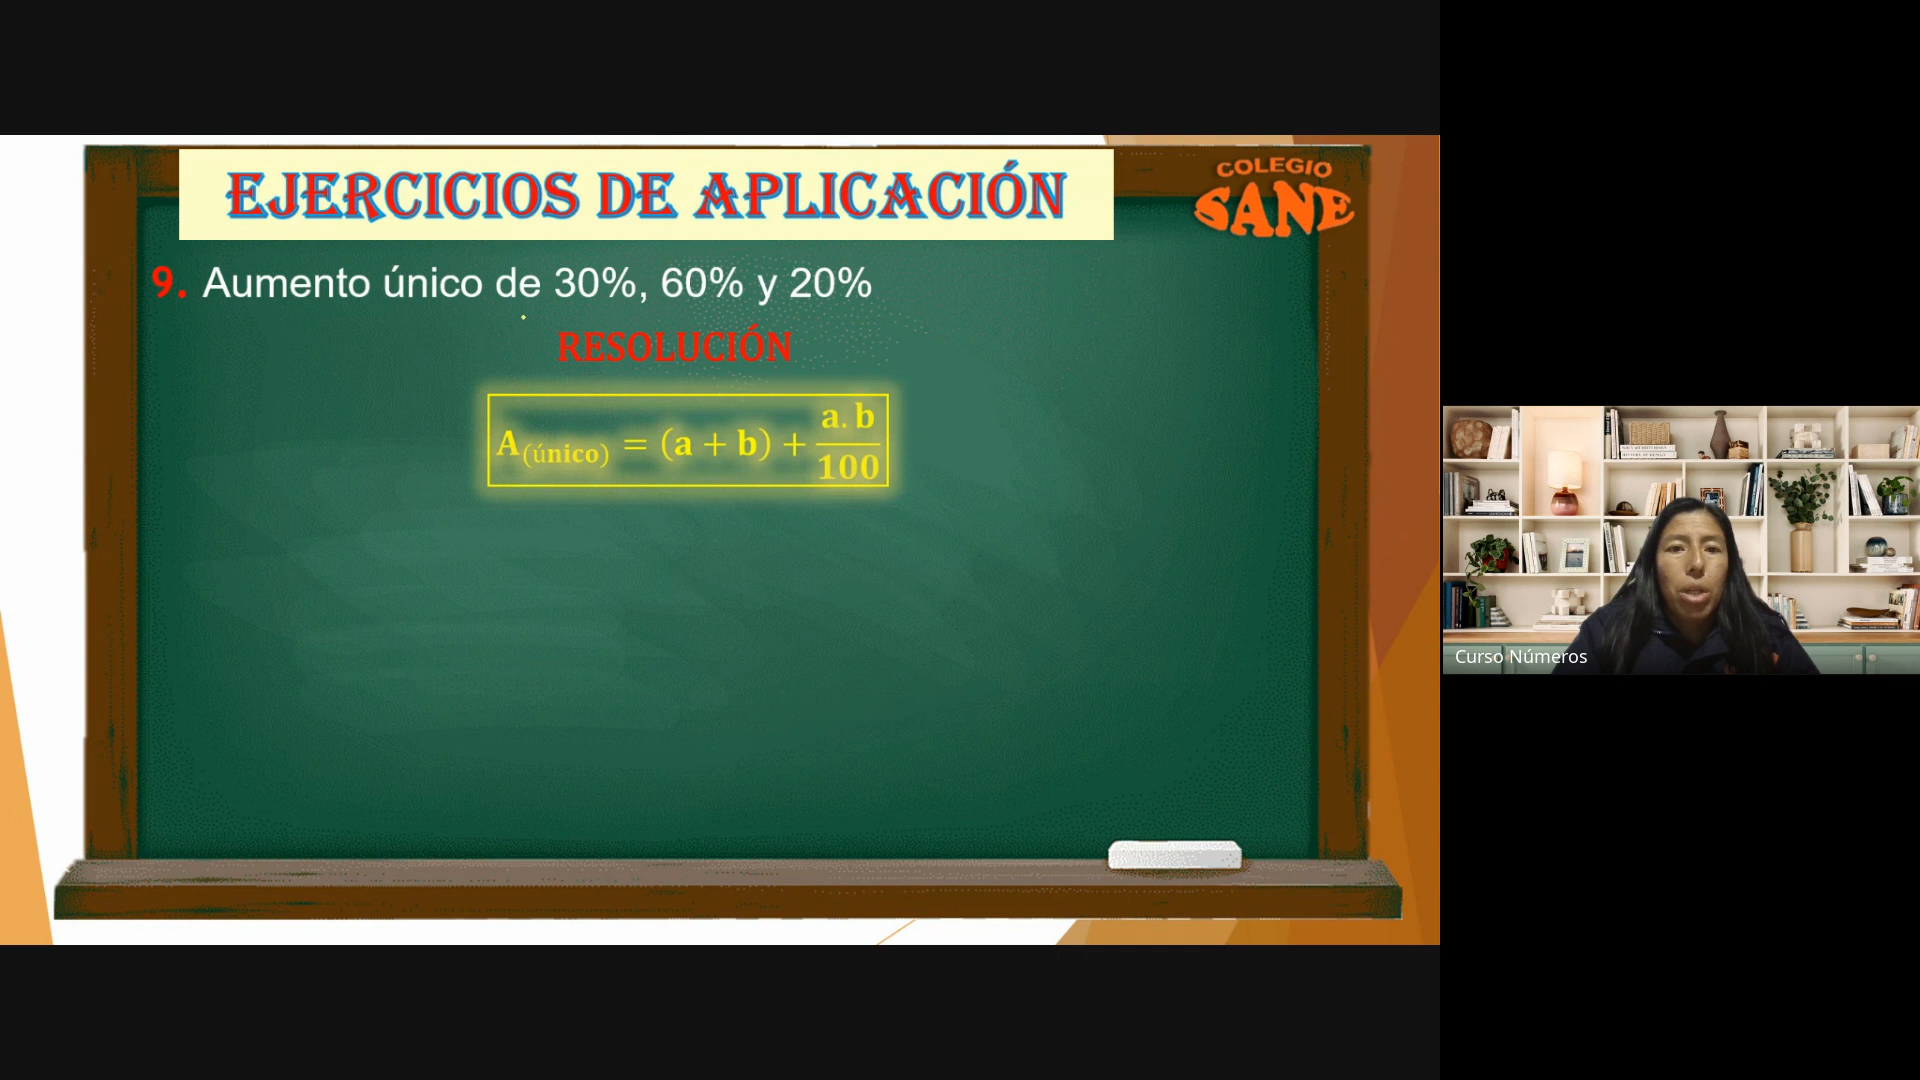 EJERCICIOS DE APLICACIÓN
COLEGIO
SANE
9. Aumento único de 30%, 60% y 20%
RESOLUCIÓN
A(único) = (a + b) + a. b / 100
Curso Números